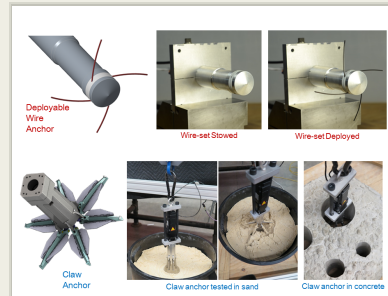 Deployable
Wire
Anchor
Wire-set Stowed
Wire-set Deployed
Claw
Anchor
Claw anchor tested in sand
Claw anchor in concrete